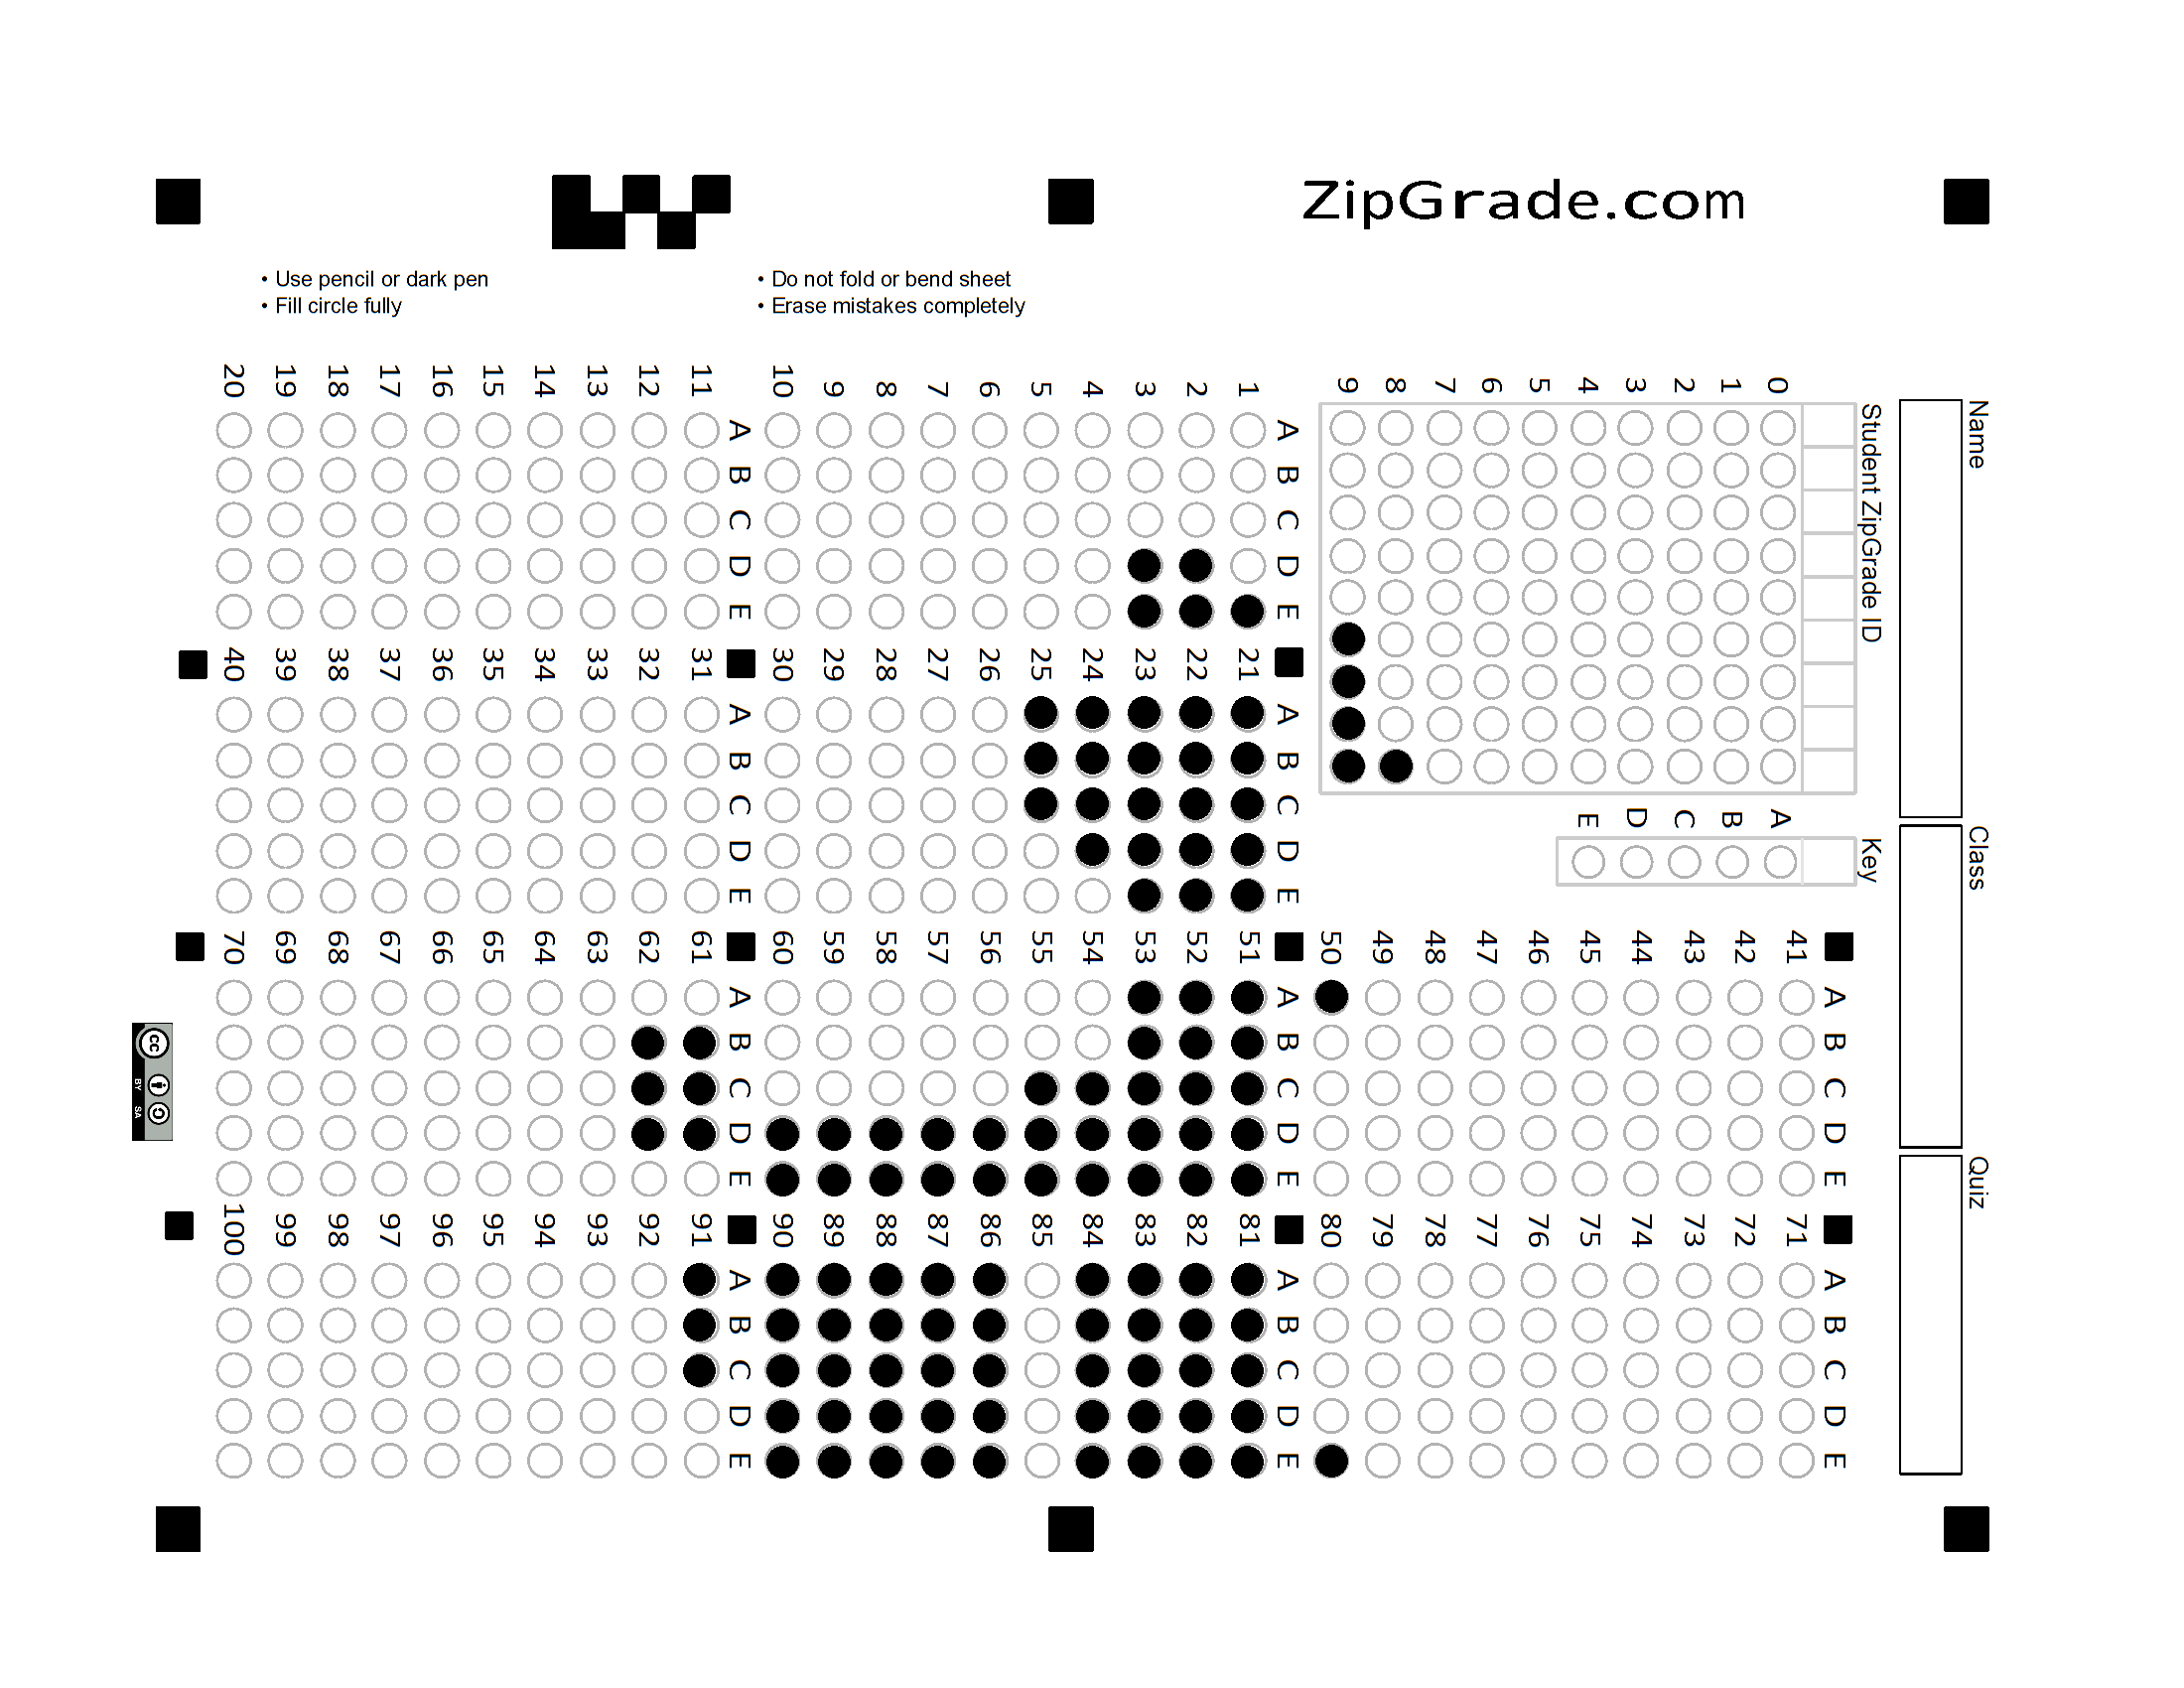 ZipGrade.com
• Use pencil or dark pen
• Fill circle fully
• Do not fold or bend sheet
• Erase mistakes completely
Name
Class
Quiz
Student ZipGrade ID
0 1 2 3 4 5 6 7 8 9
Key
A B C D E
1 2 3 4 5 6 7 8 9 10
A B C D E
11 12 13 14 15 16 17 18 19 20
A B C D E
21 22 23 24 25 26 27 28 29 30
A B C D E
31 32 33 34 35 36 37 38 39 40
A B C D E
41 42 43 44 45 46 47 48 49 50
A B C D E
51 52 53 54 55 56 57 58 59 60
A B C D E
61 62 63 64 65 66 67 68 69 70
A B C D E
71 72 73 74 75 76 77 78 79 80
A B C D E
81 82 83 84 85 86 87 88 89 90
A B C D E
91 92 93 94 95 96 97 98 99 100
A B C D E
cc
BY SA